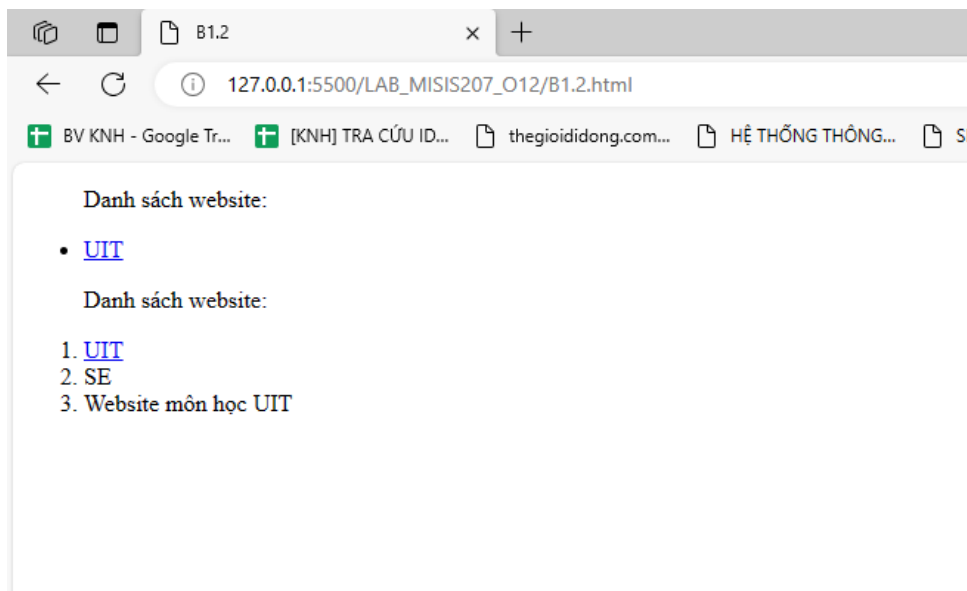 B1.2
127.0.0.1:5500/LAB_MISIS207_O12/B1.2.html
BV KNH - Google Tr... [KNH] TRA CỨU ID... thegioididong.com... HỆ THỐNG THÔNG...
Danh sách website:
• UIT
Danh sách website:
1. UIT
2. SE
3. Website môn học UIT